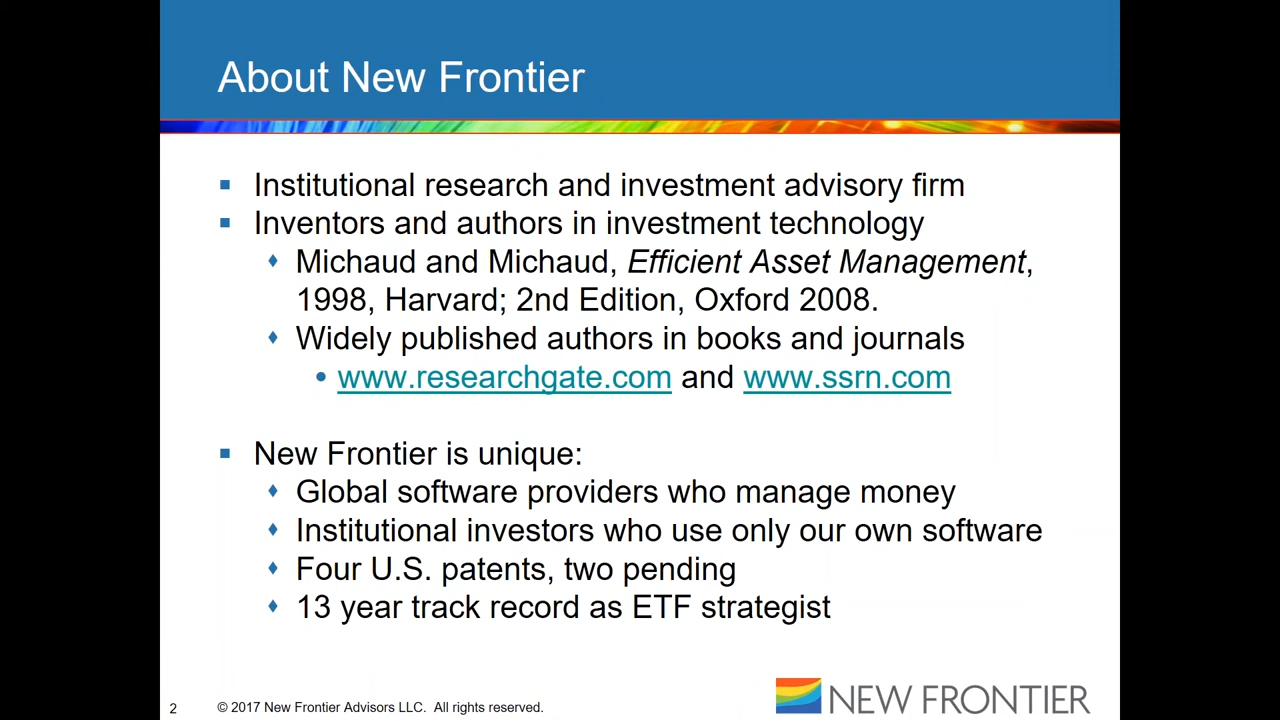 About New Frontier
Institutional research and investment advisory firm
Inventors and authors in investment technology
Michaud and Michaud, Efficient Asset Management,
1998, Harvard; 2nd Edition, Oxford 2008.
Widely published authors in books and journals
www.researchgate.com and www.ssrn.com
New Frontier is unique:
Global software providers who manage money
Institutional investors who use only our own software
Four U.S. patents, two pending
13 year track record as ETF strategist
2
© 2017 New Frontier Advisors LLC. All rights reserved.
NEW FRONTIER